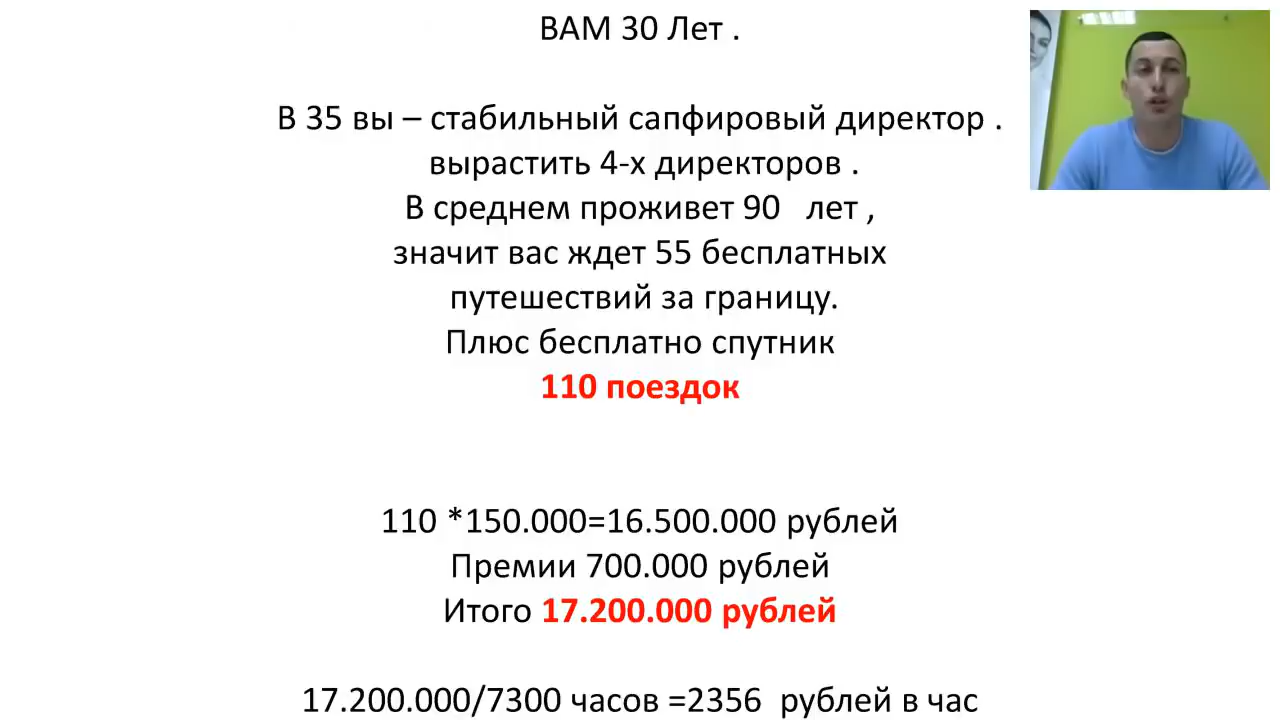 ВАМ 30 Лет .
В 35 вы – стабильный сапфировый директор .
вырастить 4-х директоров .
В среднем проживет 90 лет ,
значит вас ждет 55 бесплатных
путешествий за границу.
Плюс бесплатно спутник
110 поездок
110 *150.000=16.500.000 рублей
Премии 700.000 рублей
Итого 17.200.000 рублей
17.200.000/7300 часов =2356 рублей в час